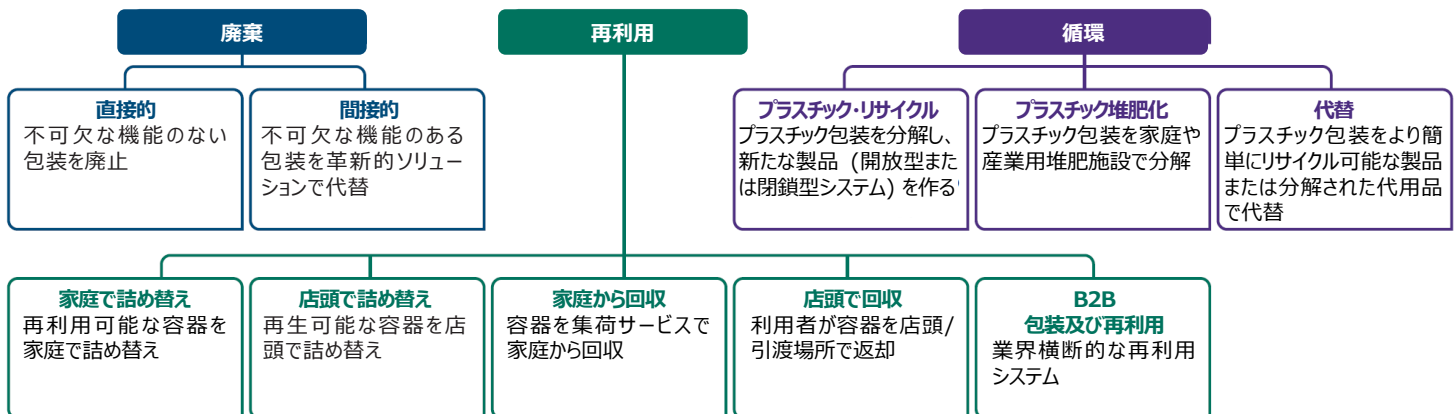 廃棄
再利用
循環
直接的
不可欠な機能のない
包装を廃止
間接的
不可欠な機能のある
包装を革新的ソリュー
ションで代替
プラスチック・リサイクル
プラスチック包装を分解し、
新たな製品 (開放型また
は閉鎖型システム) を作る
プラスチック堆肥化
プラスチック包装を家庭や
産業用堆肥施設で分解
代替
プラスチック包装をより簡
単にリサイクル可能な製品
または分解された代用品
で代替
家庭で詰め替え
再利用可能な容器を
家庭で詰め替え
店頭で詰め替え
再生可能な容器を店
頭で詰め替え
家庭から回収
容器を集荷サービスで
家庭から回収
店頭で回収
利用者が容器を店頭/
引渡場所で返却
B2B
包装及び再利用
業界横断的な再利用
システム